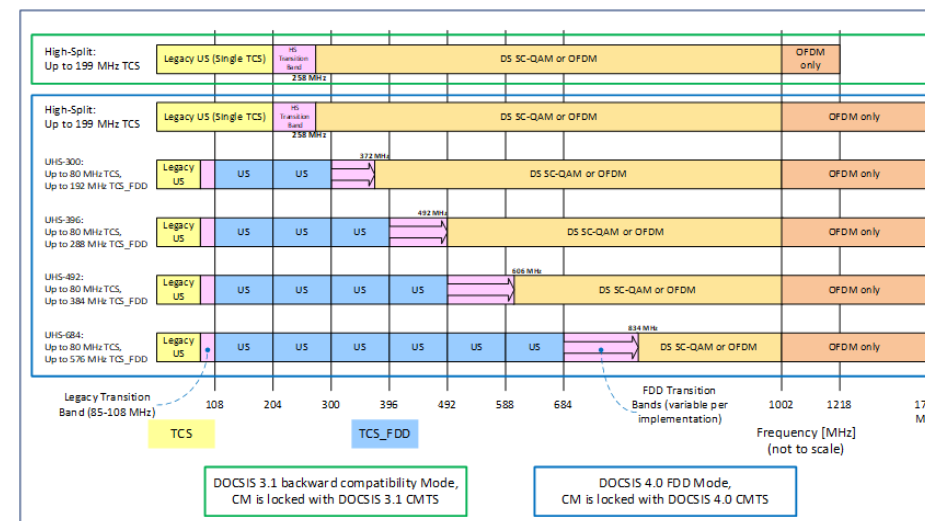 High-Split:
Up to 199 MHz TCS
Legacy US (Single TCS)
HS
Transition
Band
258 MHz
DS SC-QAM or OFDM
OFDM
only
High-Split:
Up to 199 MHz TCS
Legacy US (Single TCS)
HS
Transition
Band
258 MHz
DS SC-QAM or OFDM
OFDM only
UHS-300:
Up to 80 MHz TCS,
Up to 192 MHz TCS_FDD
Legacy
US
US
US
372 MHz
DS SC-QAM or OFDM
OFDM only
UHS-396:
Up to 80 MHz TCS,
Up to 288 MHz TCS_FDD
Legacy
US
US
US
US
492 MHz
DS SC-QAM or OFDM
OFDM only
UHS-492:
Up to 80 MHz TCS,
Up to 384 MHz TCS_FDD
Legacy
US
US
US
US
US
606 MHz
DS SC-QAM or OFDM
OFDM only
UHS-684:
Up to 80 MHz TCS,
Up to 576 MHz TCS_FDD
Legacy
US
US
US
US
US
US
US
834 MHz
DS SC-QAM or OFDM
OFDM only
Legacy Transition
Band (85-108 MHz)
108
204
300
396
492
588
684
FDD Transition
Bands (variable per
implementation)
1002
1218
TCS
TCS_FDD
Frequency [MHz]
(not to scale)
DOCSIS 3.1 backward compatibility Mode,
CM is locked with DOCSIS 3.1 CMTS
DOCSIS 4.0 FDD Mode,
CM is locked with DOCSIS 4.0 CMTS